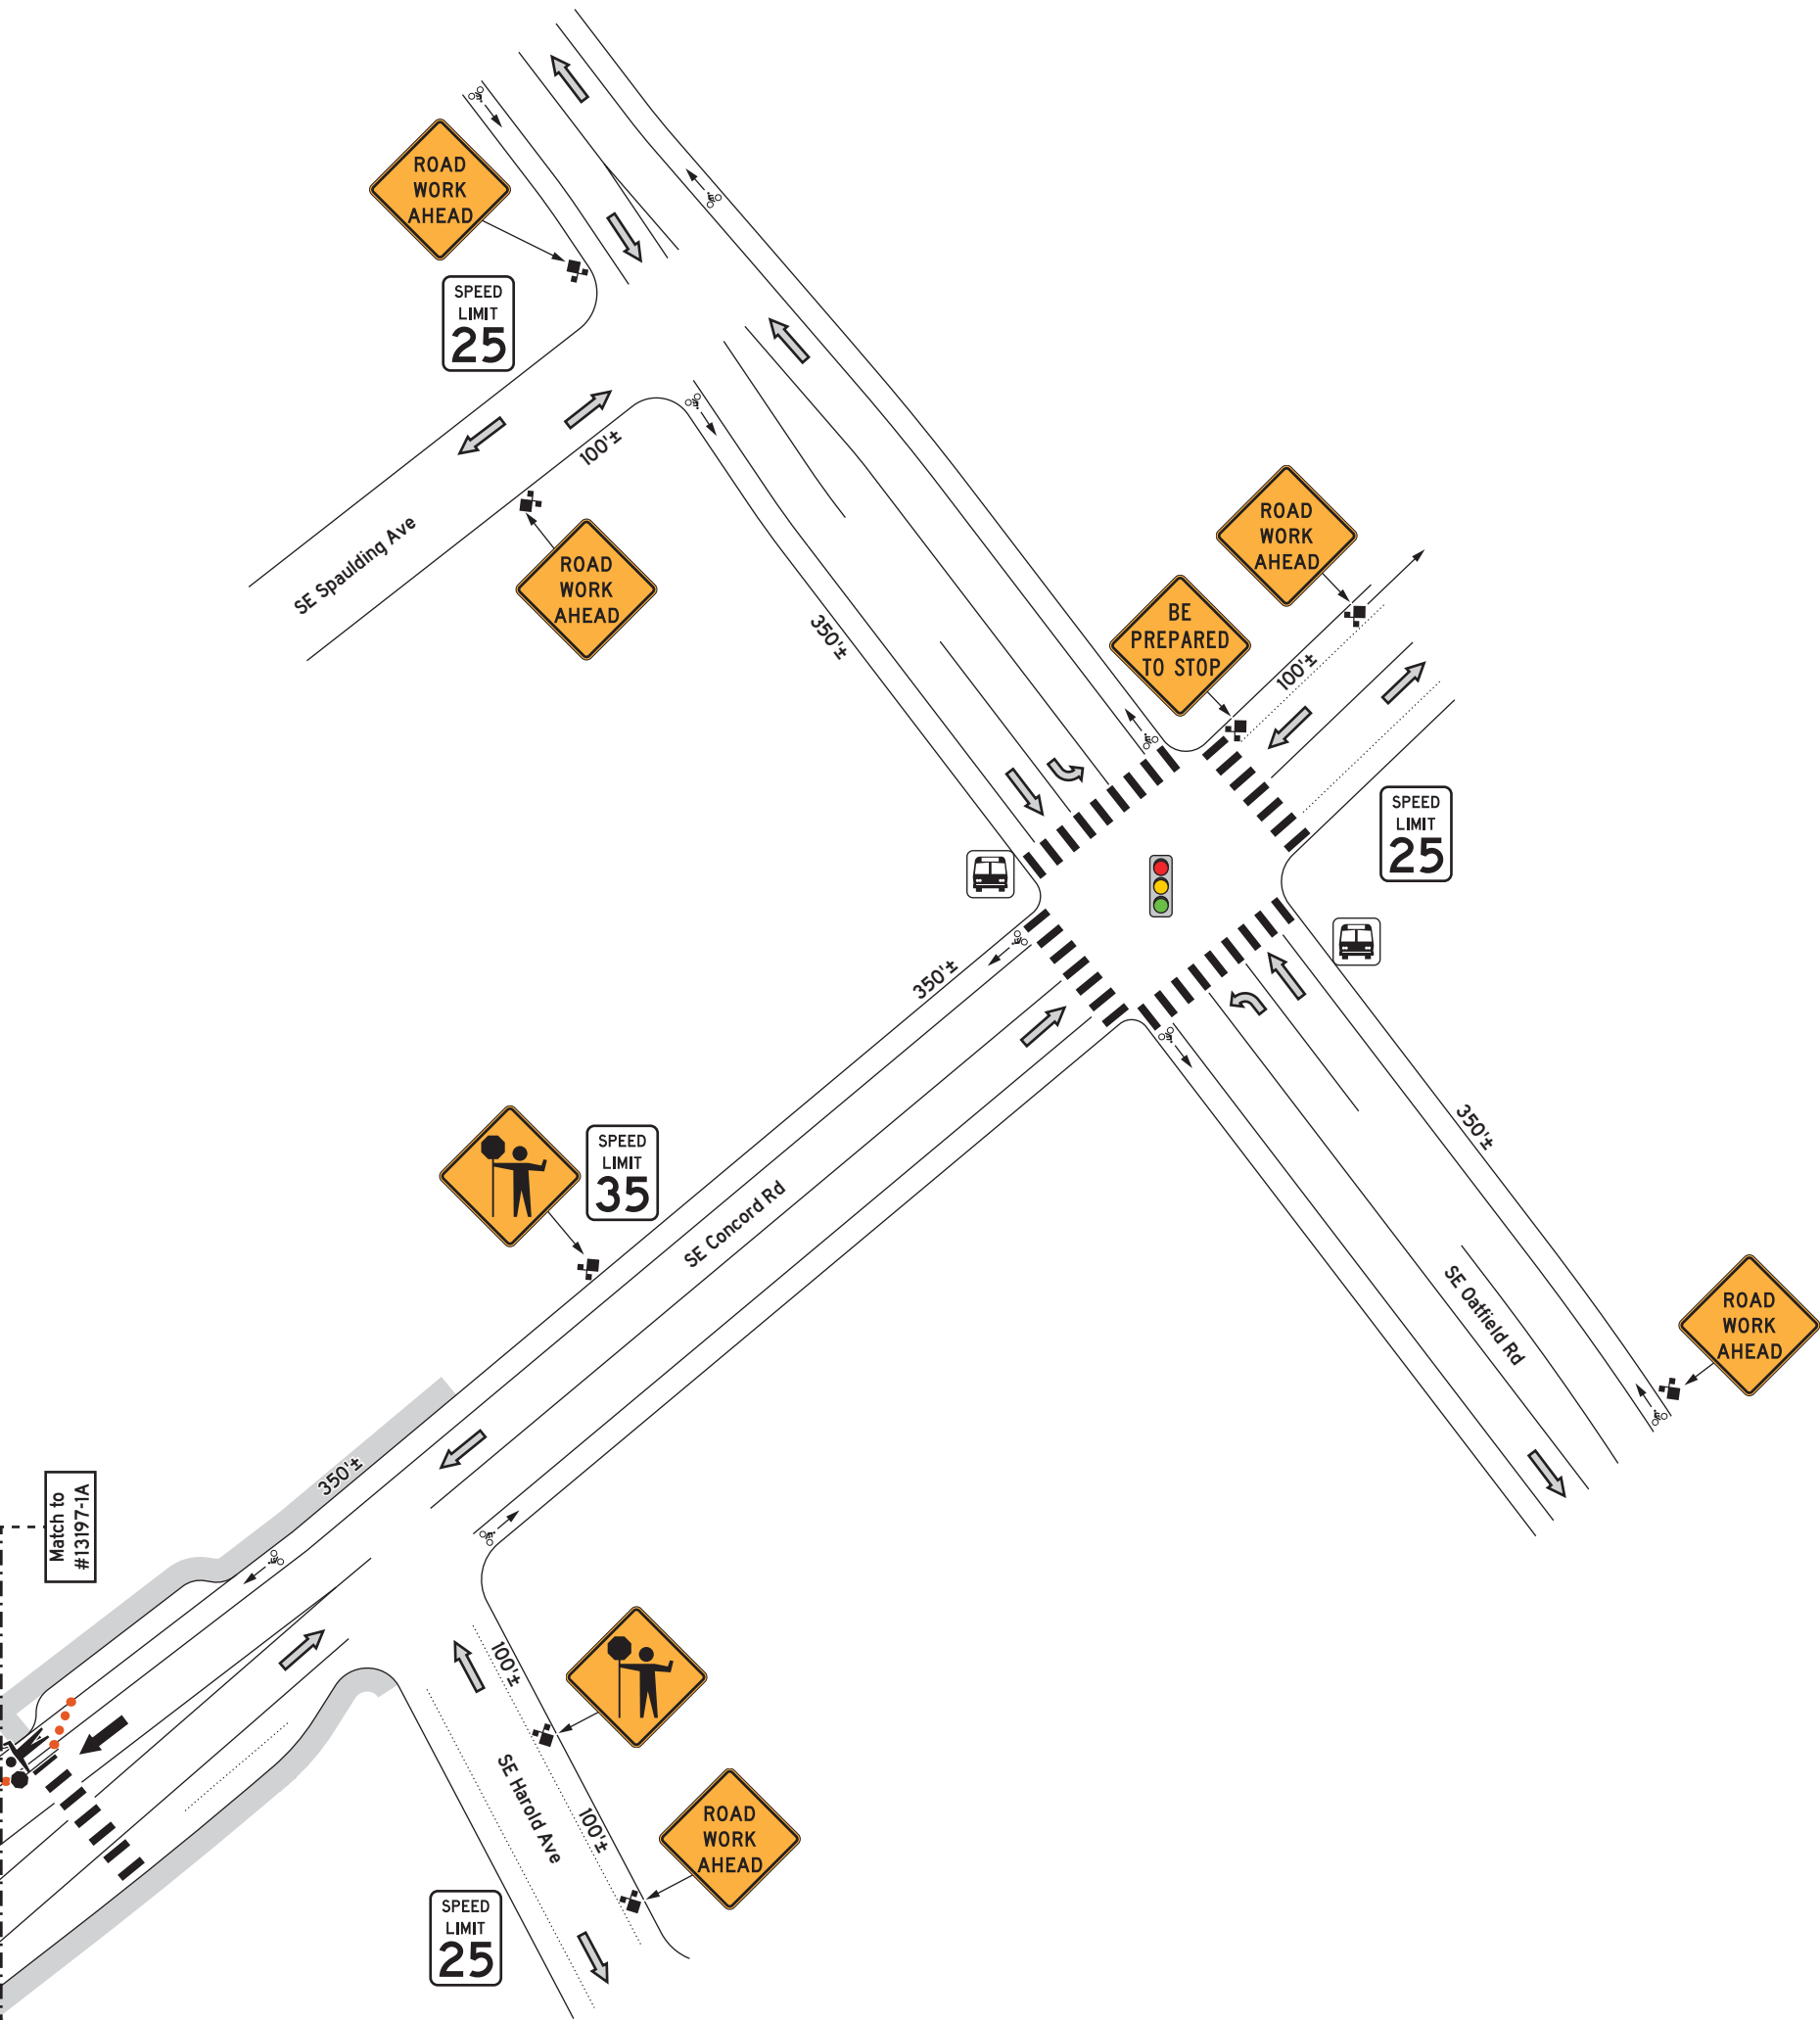 ROAD
WORK
AHEAD
SPEED
LIMIT
25
100'±
SE Spaulding Ave
ROAD
WORK
AHEAD
350'±
ROAD
WORK
AHEAD
BE
PREPARED
TO STOP
100'±
SPEED
LIMIT
25
350'±
350'±
SPEED
LIMIT
35
SE Concord Rd
SE Oatfield Rd
ROAD
WORK
AHEAD
350'±
Match to
#13197-1A
100'±
SE Harold Ave
100'±
ROAD
WORK
AHEAD
SPEED
LIMIT
25